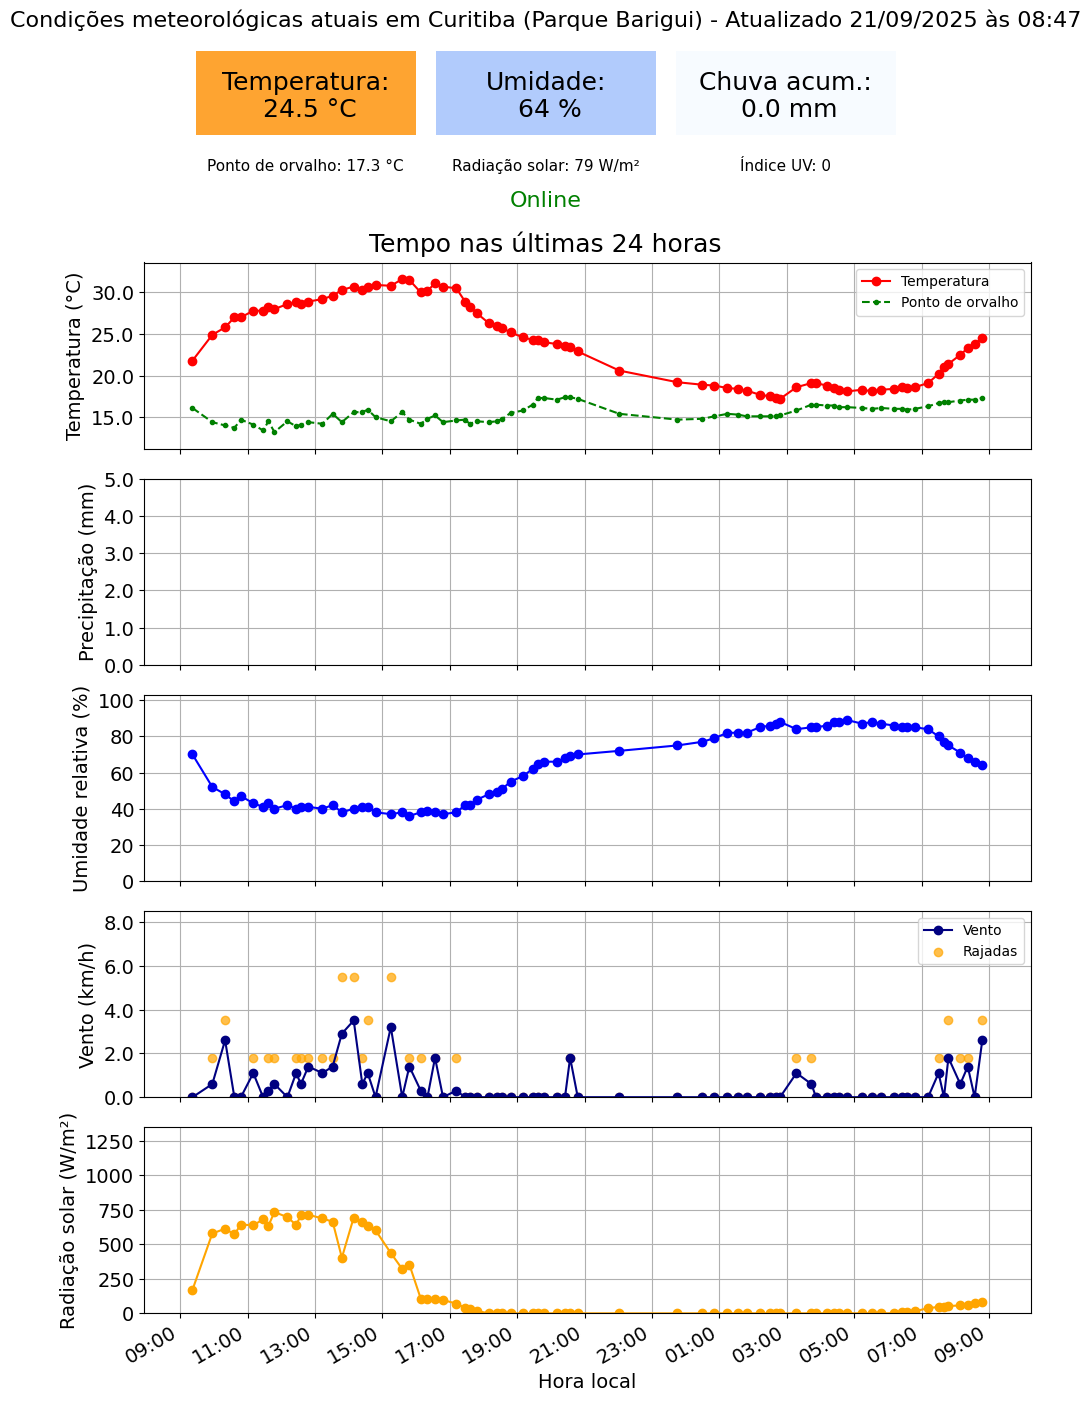 Condições meteorológicas atuais em Curitiba (Parque Barigui) - Atualizado 21/09/2025 às 08:47
Temperatura:
24.5 °C
Umidade:
64 %
Chuva acum.:
0.0 mm
Ponto de orvalho: 17.3 °C
Radiação solar: 79 W/m²
Índice UV: 0
Online
Tempo nas últimas 24 horas
Temperatura (°C)
30.0
25.0
20.0
15.0
Temperatura
Ponto de orvalho
Precipitação (mm)
5.0
4.0
3.0
2.0
1.0
0.0
Umidade relativa (%)
100
80
60
40
20
0
Vento (km/h)
8.0
6.0
4.0
2.0
0.0
Vento
Rajadas
Radiação solar (W/m²)
1250
1000
750
500
250
0
09:00
11:00
13:00
15:00
17:00
19:00
21:00
23:00
01:00
03:00
05:00
07:00
09:00
Hora local